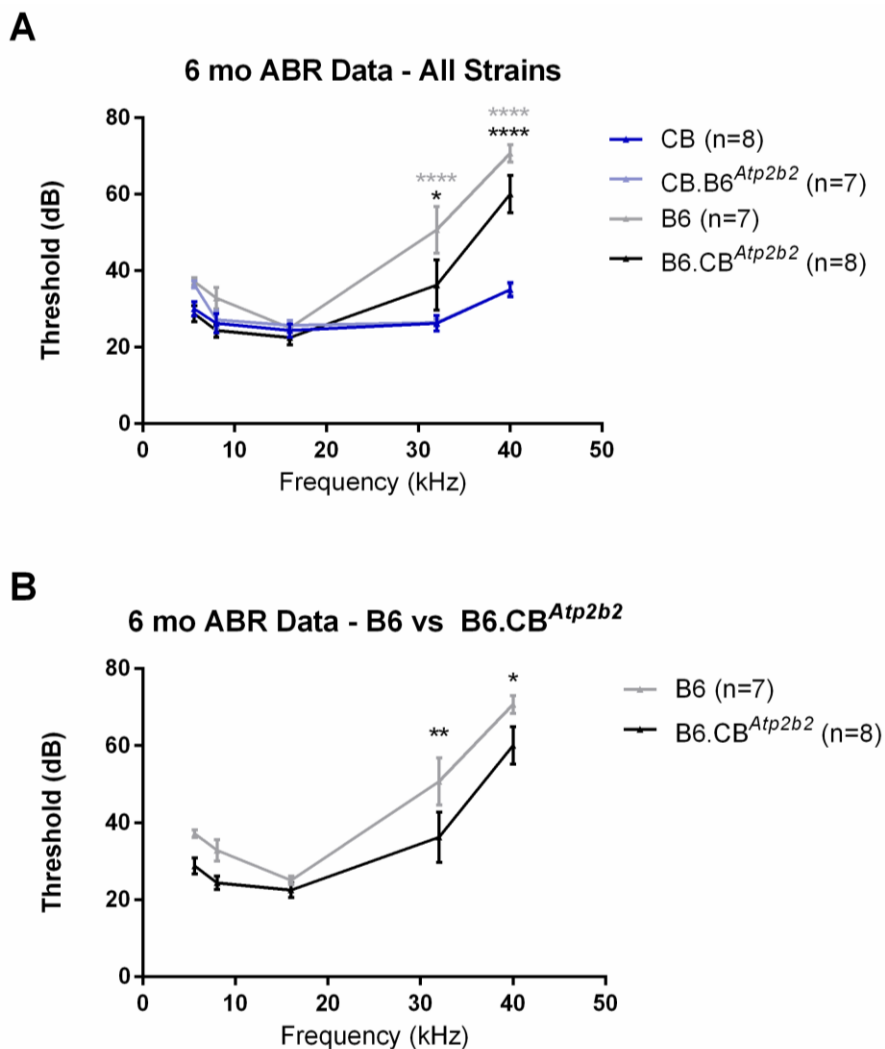 A
6 mo ABR Data - All Strains
80
60
40
20
0
Threshold (dB)
0 10 20 30 40 50
Frequency (kHz)
****
*
****
****
CB (n=8)
CB.B6Atp2b2 (n=7)
B6 (n=7)
B6.CBAtp2b2 (n=8)
B
6 mo ABR Data - B6 vs B6.CBAtp2b2
80
60
40
20
0
Threshold (dB)
0 10 20 30 40 50
Frequency (kHz)
**
*
B6 (n=7)
B6.CBAtp2b2 (n=8)